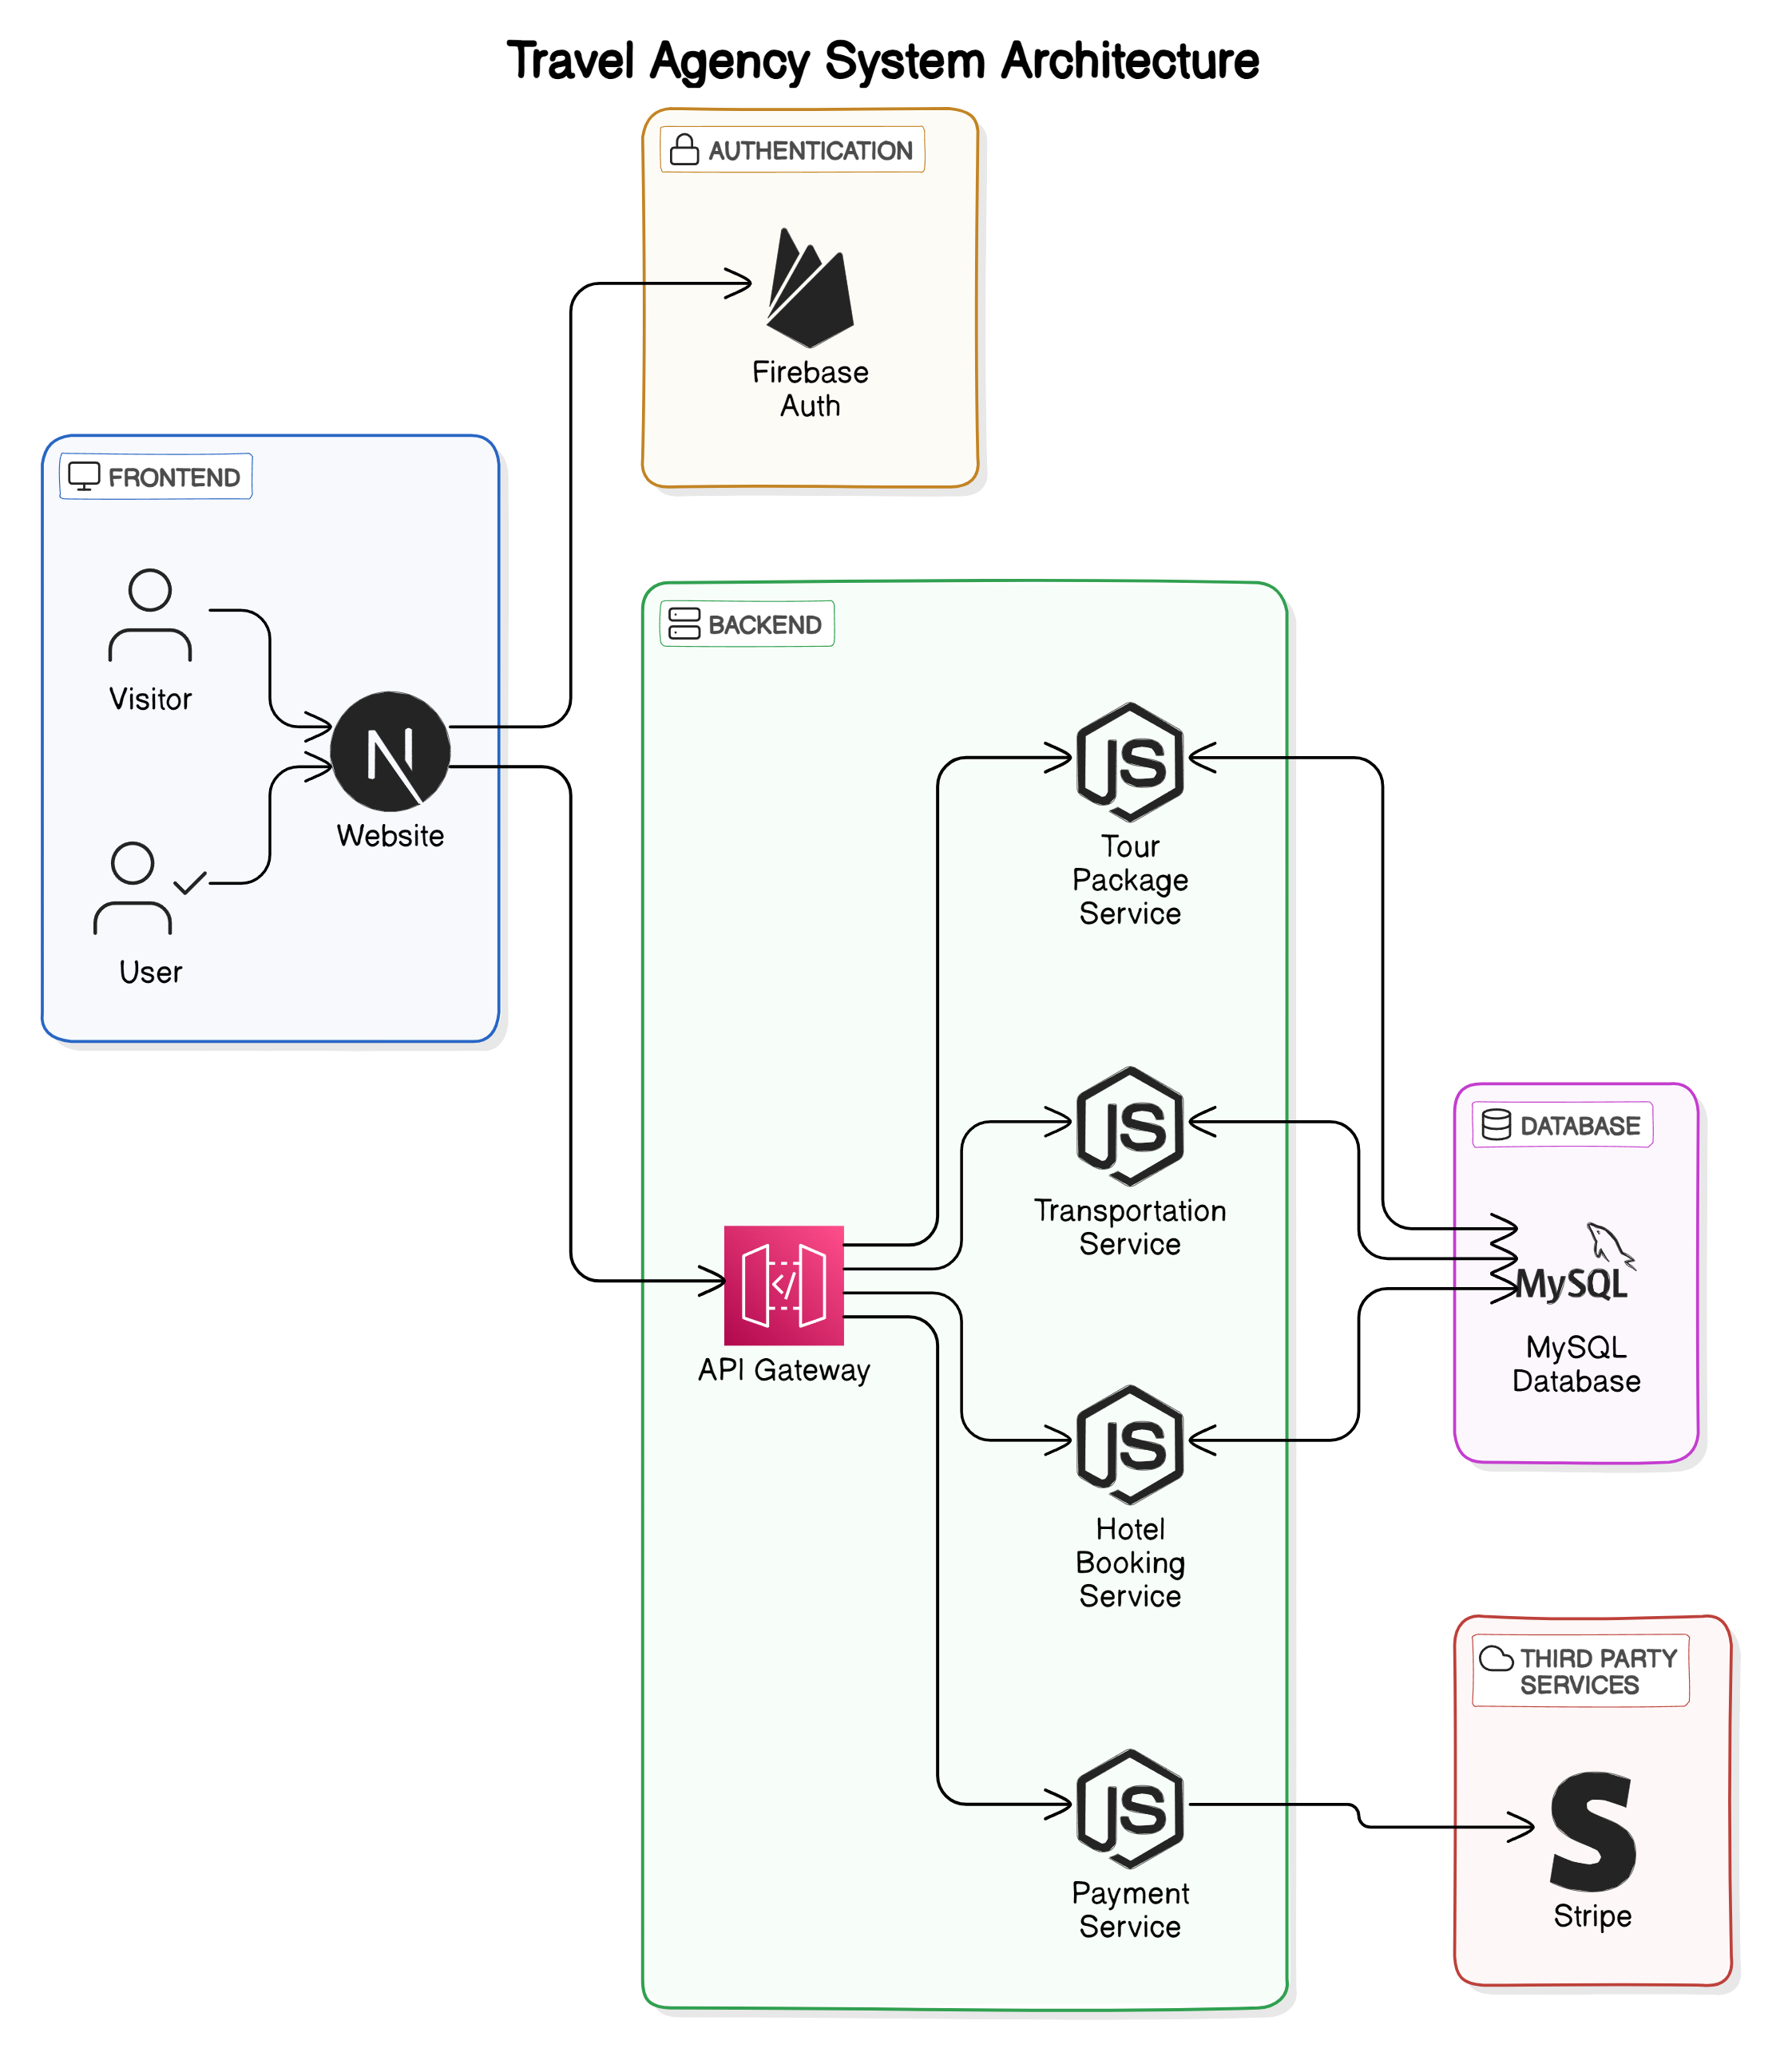 Travel Agency System Architecture
AUTHENTICATION
Firebase
Auth
FRONTEND
Visitor
N
Website
User
BACKEND
JS
Tour
Package
Service
JS
Transportation
Service
API Gateway
</>
JS
Hotel
Booking
Service
JS
Payment
Service
DATABASE
MySQL
MySQL
Database
THIRD PARTY
SERVICES
S
Stripe